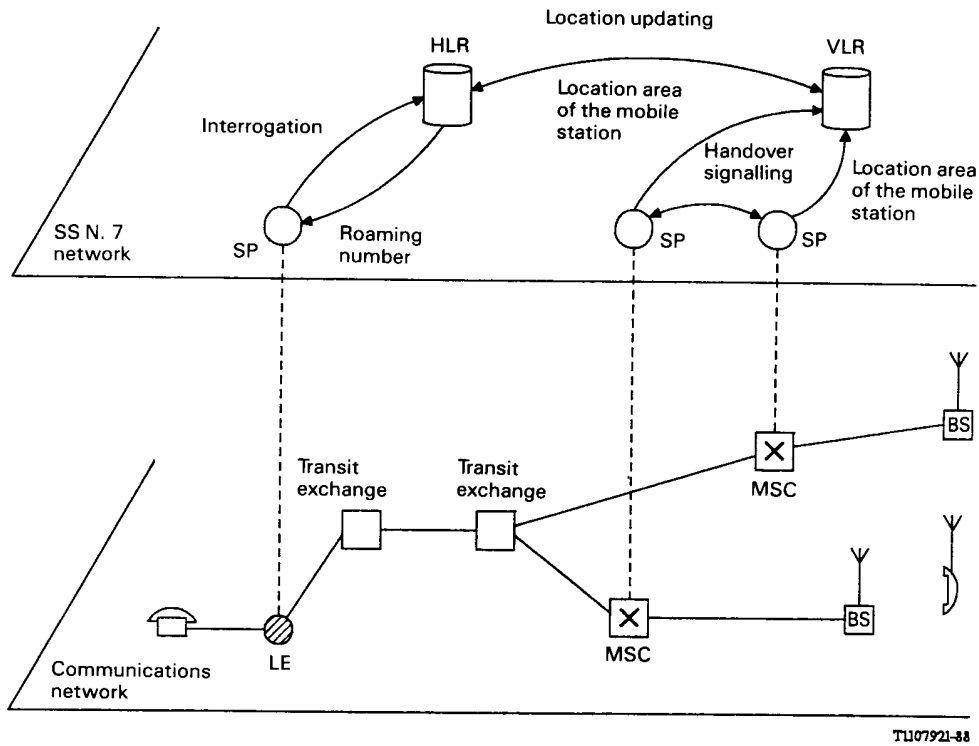 Location updating
HLR
VLR
Interrogation
Location area
of the mobile
station
Handover
signalling
Location area
of the mobile
station
SS N. 7
network
SP
Roaming
number
SP
SP
BS
Transit
exchange
Transit
exchange
MSC
BS
LE
MSC
Communications
network
T1107921-88